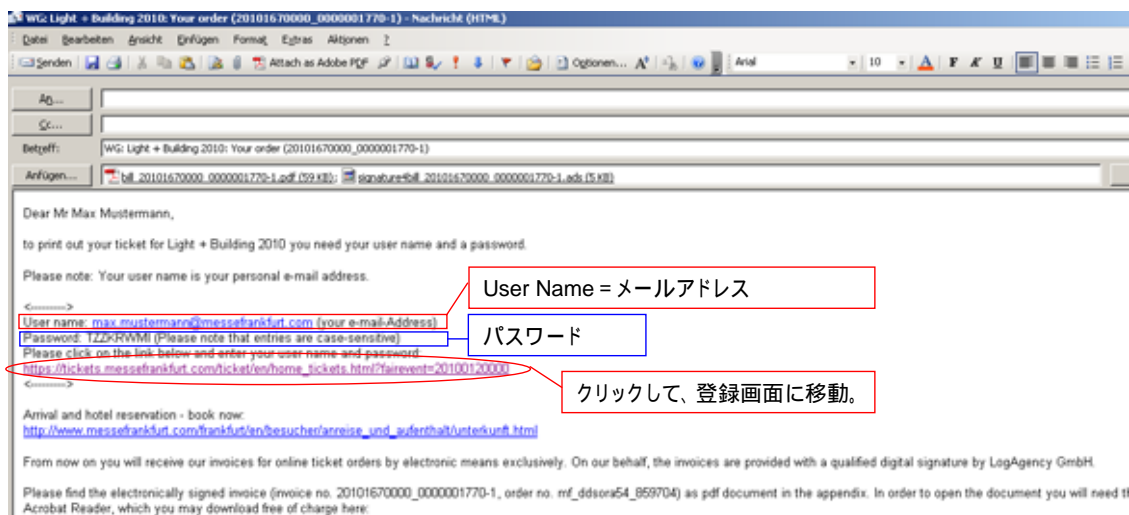 WG: Light + Building 2010: Your order (20101670000_0000001770-1) - Nachricht (HTML)
Datei Bearbeiten Ansicht Einfügen Format Extras Aktionen ?
Senden Attach as Adobe PDF Optionen... Arial 10 A F K U
An...
Cc...
Betreff: WG: Light + Building 2010: Your order (20101670000_0000001770-1)
Anfügen... bill_20101670000_0000001770-1.pdf (59 KB); signature4bill_20101670000_0000001770-1.ads (5 KB)
Dear Mr Max Mustermann,
to print out your ticket for Light + Building 2010 you need your user name and a password.
Please note: Your user name is your personal e-mail address.
User Name = メールアドレス
<--------->
User name: max.mustermann@messefrankfurt.com (your e-mail-Address)
Password: TZZKRWMI (Please note that entries are case-sensitive)
パスワード
Please click on the link below and enter your user name and password:
https://tickets.messefrankfurt.com/ticket/en/home_tickets.html?fairevent=20100120000
<--------->
クリックして、登録画面に移動。
Arrival and hotel reservation - book now:
http://www.messefrankfurt.com/frankfurt/en/besucher/anreise_und_aufenthalt/unterkunft.html
From now on you will receive our invoices for online ticket orders by electronic means exclusively. On our behalf, the invoices are provided with a qualified digital signature by LogAgency GmbH.
Please find the electronically signed invoice (invoice no. 20101670000_0000001770-1, order no. mf_ddsora54_859704) as pdf document in the appendix. In order to open the document you will need
Acrobat Reader, which you may download free of charge here: